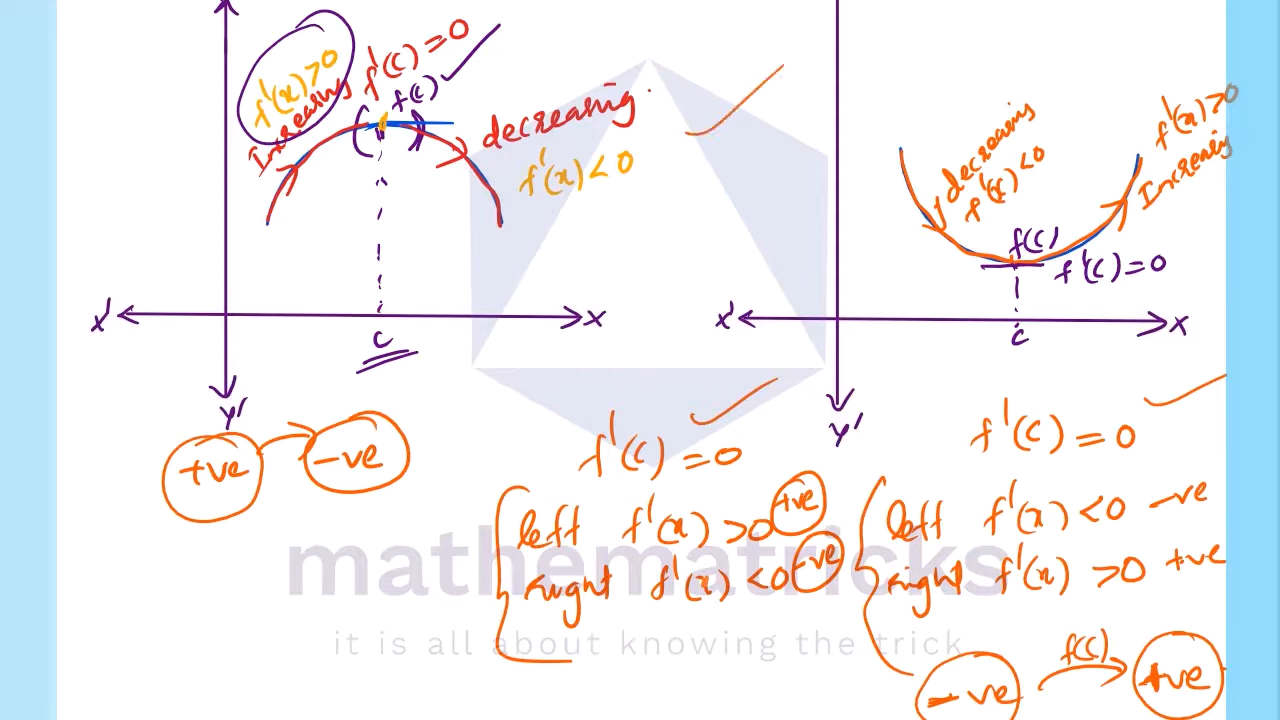 f'(x)>0
Increasing
f'(c)=0
f(c)
decreasing
f'(x)<0
x'
x
c
y'
decreasing
f'(x)<0
f'(x)>0
Increasing
f(c)
f'(c)=0
x'
x
c
y'
+ve
-ve
f'(c)=0
left f'(x)>0 +ve
right f'(x)<0 -ve
f'(c)=0
left f'(x)<0 -ve
right f'(x)>0 +ve
-ve
f(c)
+ve
mathematricks
it is all about knowing the trick